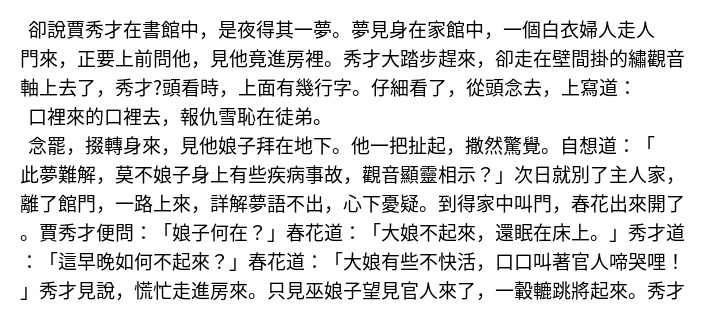 卻說賈秀才在書館中，是夜得其一夢。夢見身在家館中，一個白衣婦人走人
門來，正要上前問他，見他竟進房裡。秀才大踏步趕來，卻走在壁間掛的繡觀音
軸上去了，秀才?頭看時，上面有幾行字。仔細看了，從頭念去，上寫道：
口裡來的口裡去，報仇雪恥在徒弟。
念罷，掇轉身來，見他娘子拜在地下。他一把扯起，撒然驚覺。自想道：「
此夢難解，莫不娘子身上有些疾病事故，觀音顯靈相示？」次日就別了主人家，
離了館門，一路上來，詳解夢語不出，心下憂疑。到得家中叫門，春花出來開了
。賈秀才便問：「娘子何在？」春花道：「大娘不起來，還眠在床上。」秀才道
：「這早晚如何不起來？」春花道：「大娘有些不快活，口口叫著官人啼哭哩！
」秀才見說，慌忙走進房來。只見巫娘子望見官人來了，一轂轆跳將起來。秀才